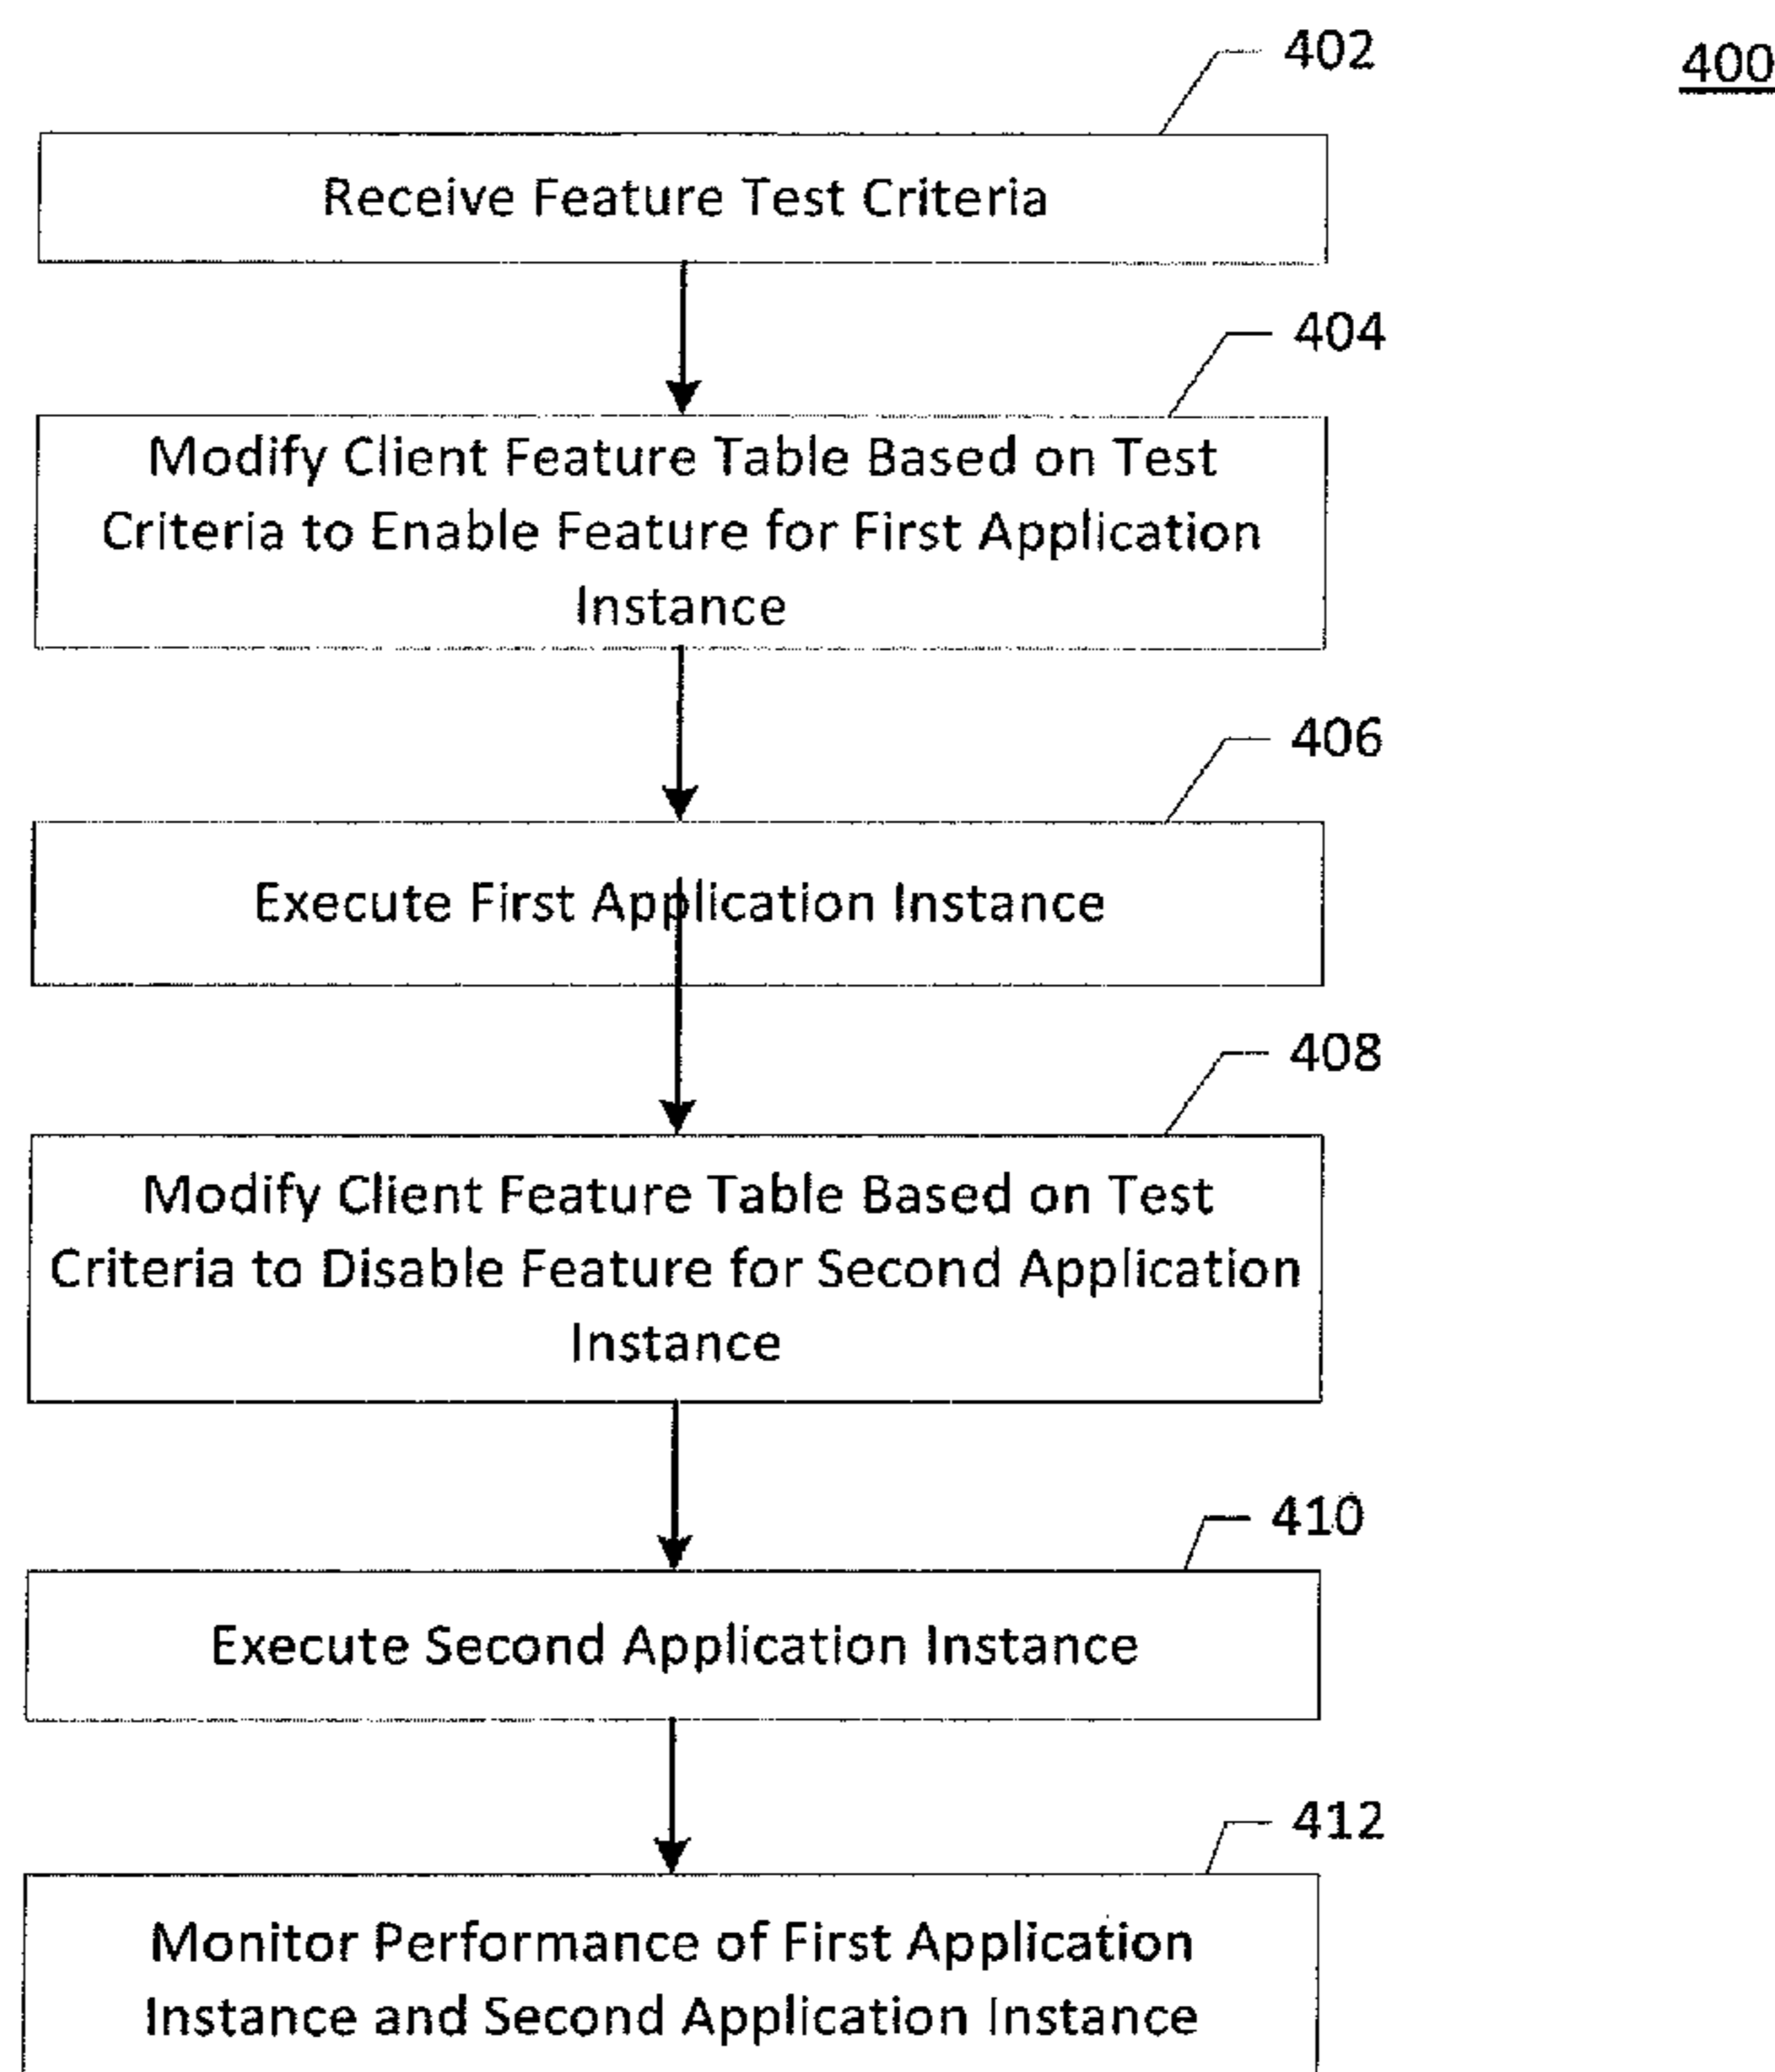 402
400
Receive Feature Test Criteria
404
Modify Client Feature Table Based on Test
Criteria to Enable Feature for First Application
Instance
406
Execute First Application Instance
408
Modify Client Feature Table Based on Test
Criteria to Disable Feature for Second Application
Instance
410
Execute Second Application Instance
412
Monitor Performance of First Application
Instance and Second Application Instance